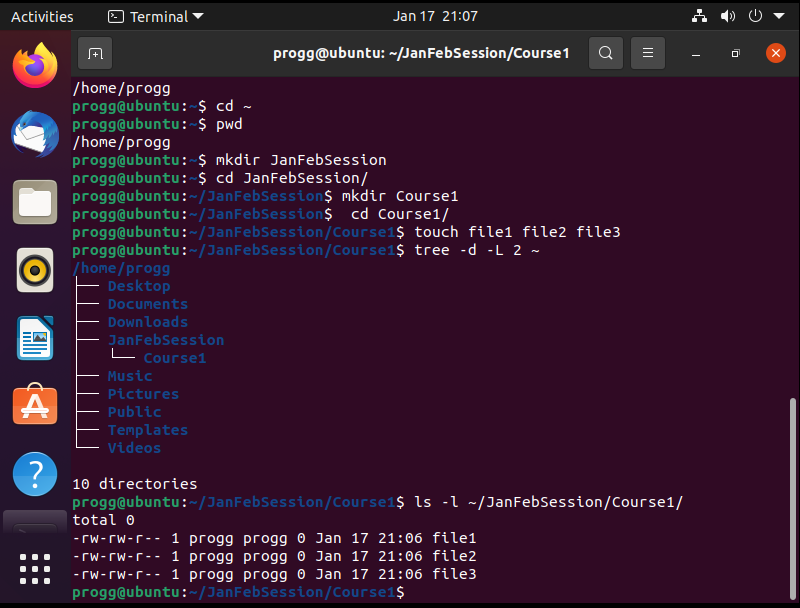 Activities Terminal Jan 17 21:07
progg@ubuntu: ~/JanFebSession/Course1
/home/progg
progg@ubuntu:~$ cd ~
progg@ubuntu:~$ pwd
/home/progg
progg@ubuntu:~$ mkdir JanFebSession
progg@ubuntu:~$ cd JanFebSession/
progg@ubuntu:~/JanFebSession$ mkdir Course1
progg@ubuntu:~/JanFebSession$  cd Course1/
progg@ubuntu:~/JanFebSession/Course1$ touch file1 file2 file3
progg@ubuntu:~/JanFebSession/Course1$ tree -d -L 2 ~
/home/progg
├── Desktop
├── Documents
├── Downloads
├── JanFebSession
│   └── Course1
├── Music
├── Pictures
├── Public
├── Templates
└── Videos
10 directories
progg@ubuntu:~/JanFebSession/Course1$ ls -l ~/JanFebSession/Course1/
total 0
-rw-rw-r-- 1 progg progg 0 Jan 17 21:06 file1
-rw-rw-r-- 1 progg progg 0 Jan 17 21:06 file2
-rw-rw-r-- 1 progg progg 0 Jan 17 21:06 file3
progg@ubuntu:~/JanFebSession/Course1$